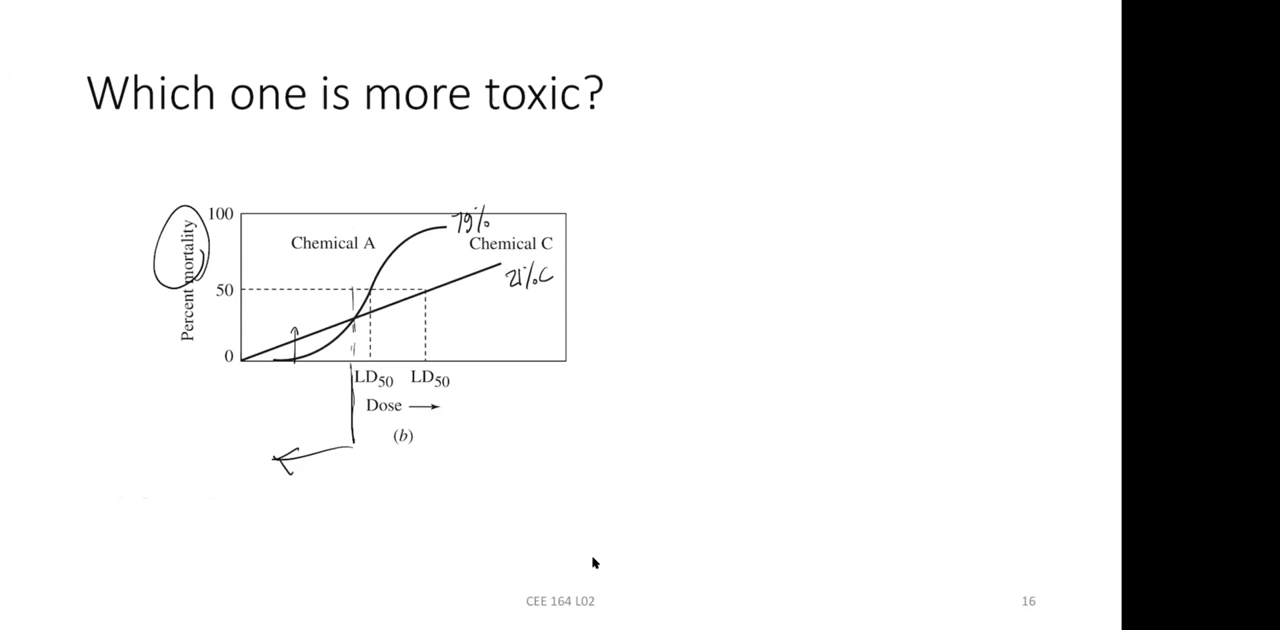 Which one is more toxic?
100
79%
Chemical A
Chemical C
Percent mortality
21% C
50
0
LD50 LD50
Dose
(b)
CEE 164 L02
16